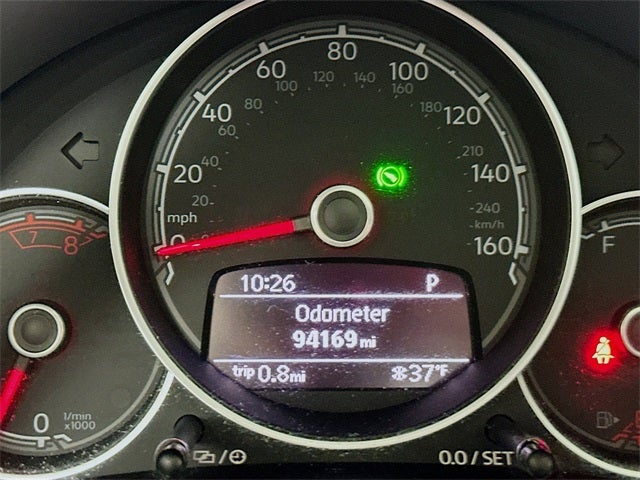 80
60 100
100 120 140 160
40 80 180 120
60
20 40 210 140
20
mph 240
km/h
0 160
7 8
F
10:26 P
Odometer
94169 mi
trip 0.8 mi 37°F
0 1/min
x1000
0.0 / SET